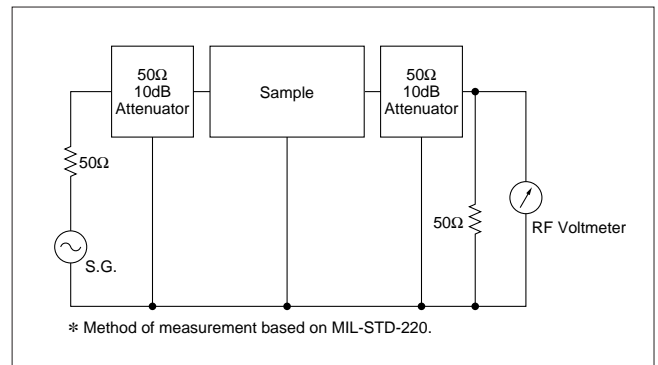 50Ω
10dB
Attenuator
Sample
50Ω
10dB
Attenuator
50Ω
50Ω
RF Voltmeter
S.G.
* Method of measurement based on MIL-STD-220.